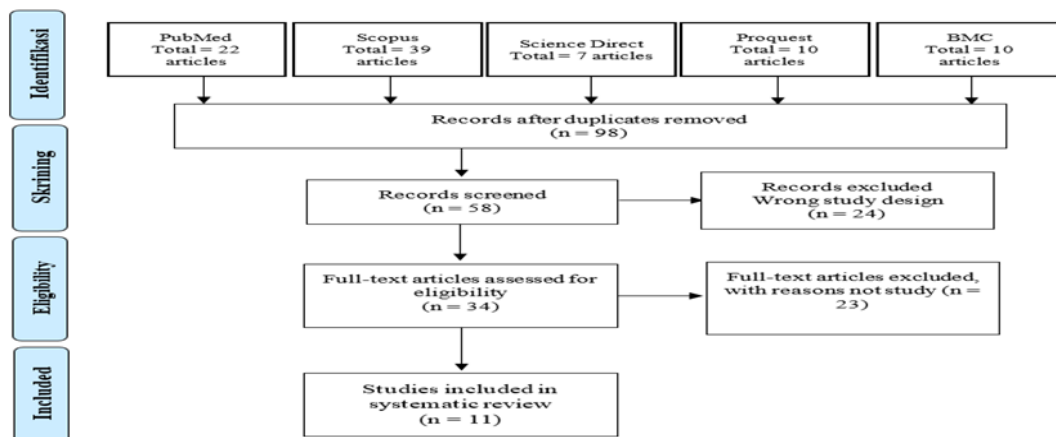 Identifikasi
PubMed
Total = 22
articles
Scopus
Total = 39
articles
Science Direct
Total = 7 articles
Proquest
Total = 10
articles
BMC
Total = 10
articles
Records after duplicates removed
(n = 98)
Skrining
Records screened
(n = 58)
Records excluded
Wrong study design
(n = 24)
Eligibility
Full-text articles assessed for
eligibility
(n = 34)
Full-text articles excluded,
with reasons not study (n =
23)
Included
Studies included in
systematic review
(n = 11)